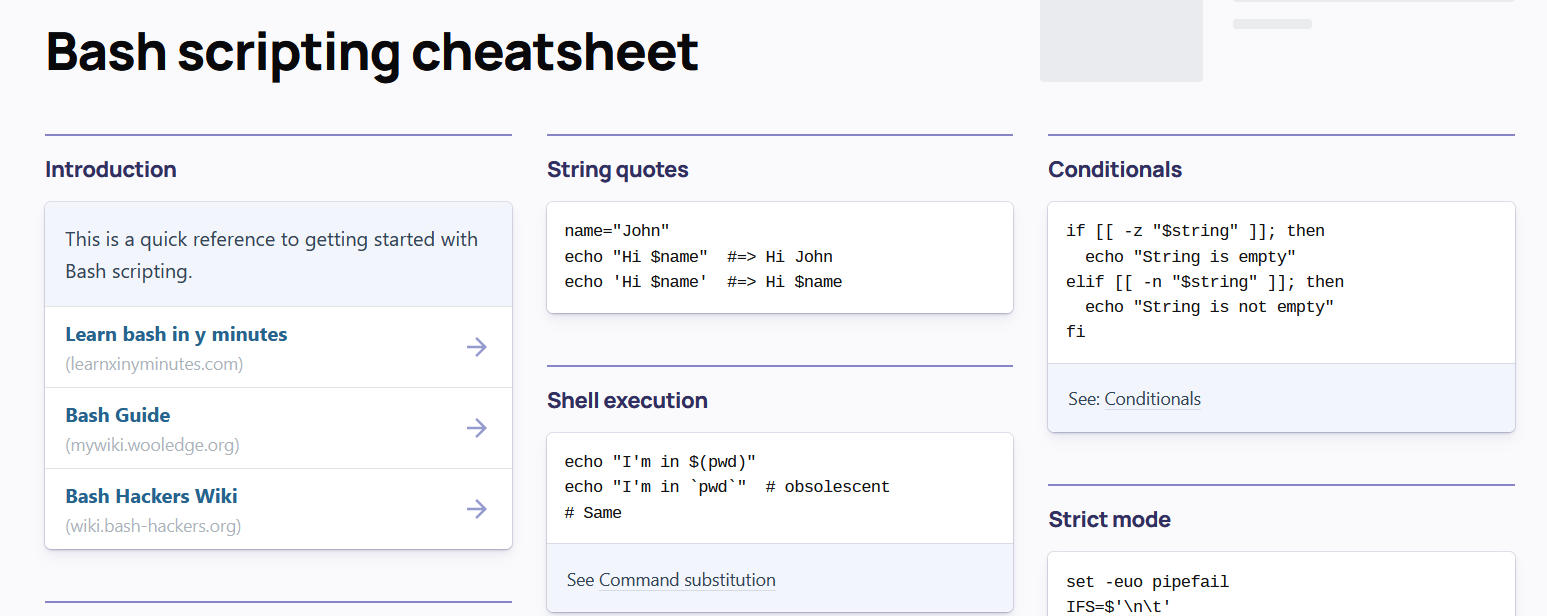 Bash scripting cheatsheet
Introduction
This is a quick reference to getting started with
Bash scripting.
Learn bash in y minutes
(learnxinyminutes.com)
Bash Guide
(mywiki.wooledge.org)
Bash Hackers Wiki
(wiki.bash-hackers.org)
String quotes
name="John"
echo "Hi $name"  #=> Hi John
echo 'Hi $name'  #=> Hi $name
Shell execution
echo "I'm in $(pwd)"
echo "I'm in `pwd`"  # obsolescent
# Same
See Command substitution
Conditionals
if [[ -z "$string" ]]; then
  echo "String is empty"
elif [[ -n "$string" ]]; then
  echo "String is not empty"
fi
See: Conditionals
Strict mode
set -euo pipefail
IFS=$'\n\t'